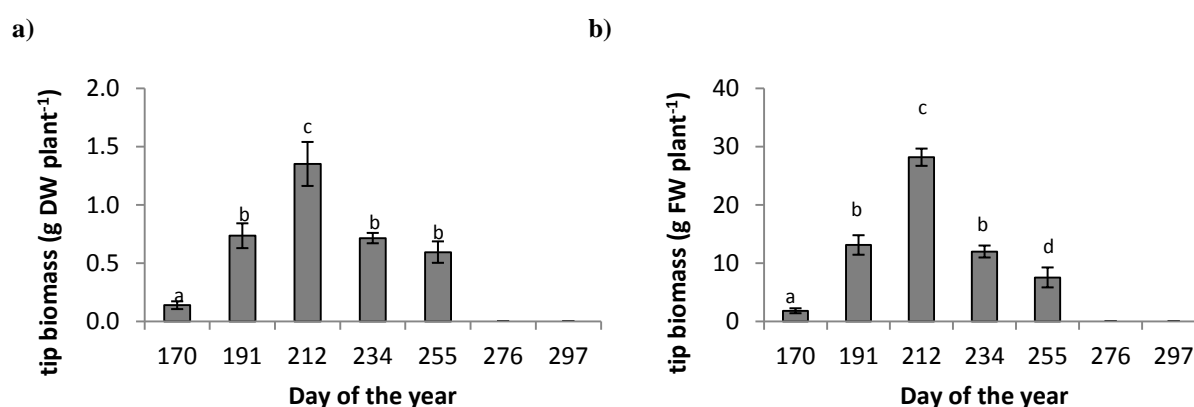 a)
tip biomass (g DW plant-1)
2.0
1.5
1.0
0.5
0.0
a
b
c
b
b
170 191 212 234 255 276 297
Day of the year
b)
tip biomass (g FW plant-1)
40
30
20
10
0
a
b
c
b
d
170 191 212 234 255 276 297
Day of the year